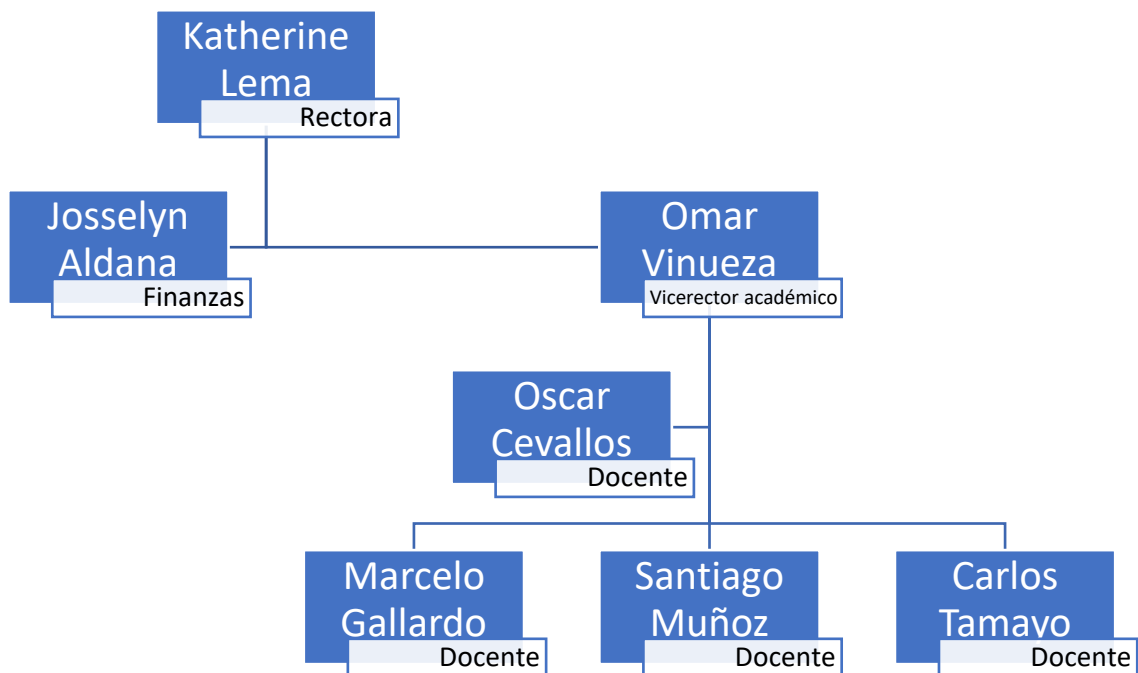 Katherine
Lema
Rectora
Josselyn
Aldana
Finanzas
Omar
Vinueza
Vicerector académico
Oscar
Cevallos
Docente
Marcelo
Gallardo
Docente
Santiago
Muñoz
Docente
Carlos
Tamayo
Docente